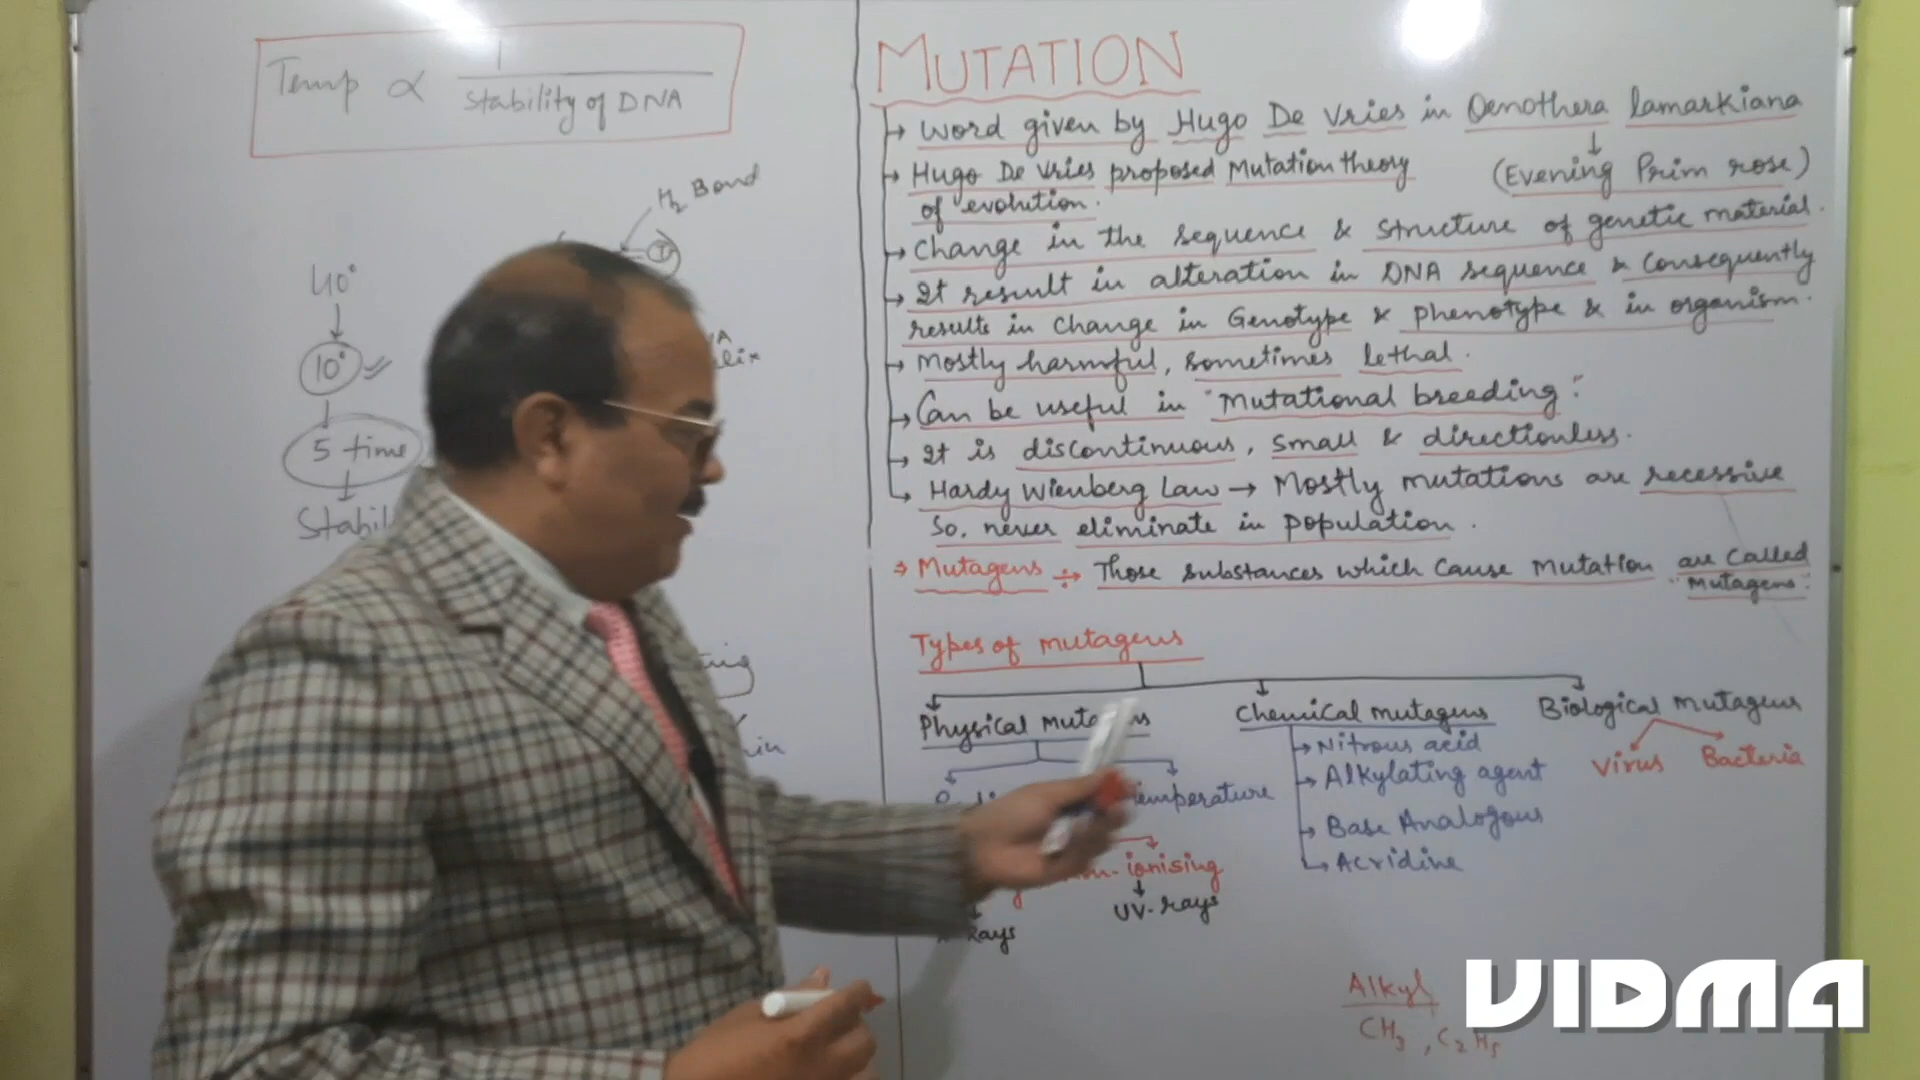 Temp ∝ 1 / Stability of DNA
H2 Bond
T
40°
10°
5 time
Stabil
MUTATION
→ word given by Hugo De Vries in Oenothera lamarkiana
(Evening Prim rose)
→ Hugo De Vries proposed Mutation theory
of evolution.
→ change in the sequence & structure of genetic material.
→ It result in alteration in DNA sequence & consequently
results in change in Genotype & phenotype & in organism.
→ mostly harmful, sometimes lethal.
→ Can be useful in "Mutational breeding"
→ It is discontinuous, small & directionless.
→ Hardy Wienberg Law → Mostly mutations are recessive
So, never eliminate in population.
→ Mutagens ÷→ Those substances which cause mutation are called
"Mutagens"
Types of mutagens
Physical mutagens
Chemical mutagens
Biological mutagens
→ Nitrous acid
→ Alkylating agent
→ Base Analogous
→ Acridine
Virus Bacteria
temperature
ionising
UV-rays
rays
Alkyl
CH3, C2H5
VIDMA